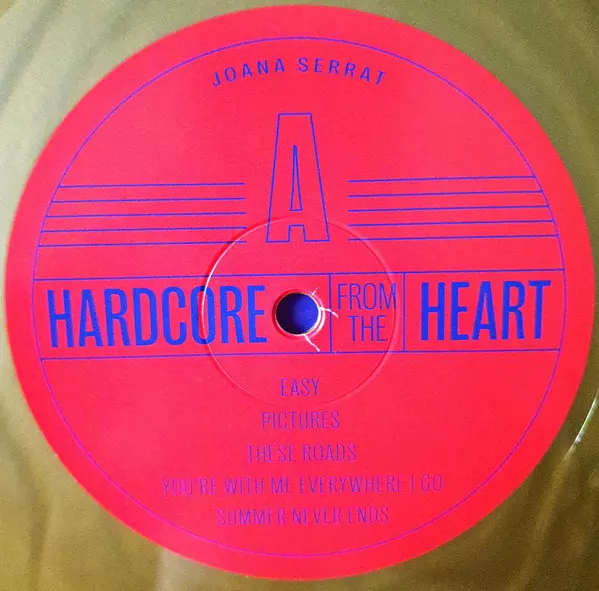 JOANA SERRAT
A
HARDCORE FROM THE HEART
EASY
PICTURES
THESE ROADS
YOU'RE WITH ME EVERYWHERE I GO
SUMMER NEVER ENDS